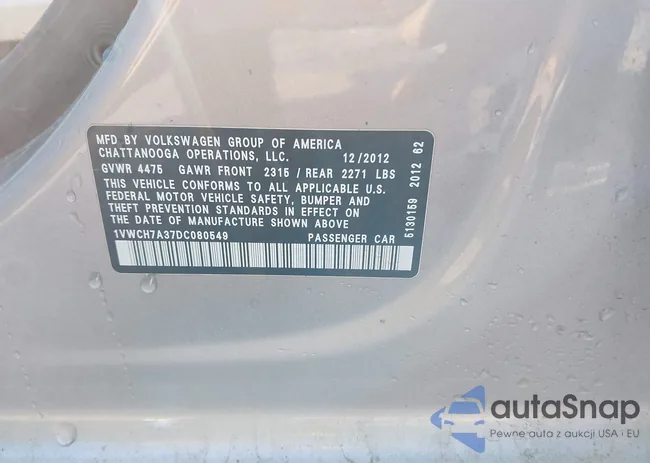 MFD BY VOLKSWAGEN GROUP OF AMERICA
CHATTANOOGA OPERATIONS, LLC. 12/2012
GVWR 4475 GAWR FRONT 2315 / REAR 2271 LBS
THIS VEHICLE CONFORMS TO ALL APPLICABLE U.S.
FEDERAL MOTOR VEHICLE SAFETY, BUMPER AND
THEFT PREVENTION STANDARDS IN EFFECT ON
THE DATE OF MANUFACTURE SHOWN ABOVE
1VWCH7A37DC080549 PASSENGER CAR
5130159 2012 62
autaSnap
Pewne auta z aukcji USA i EU